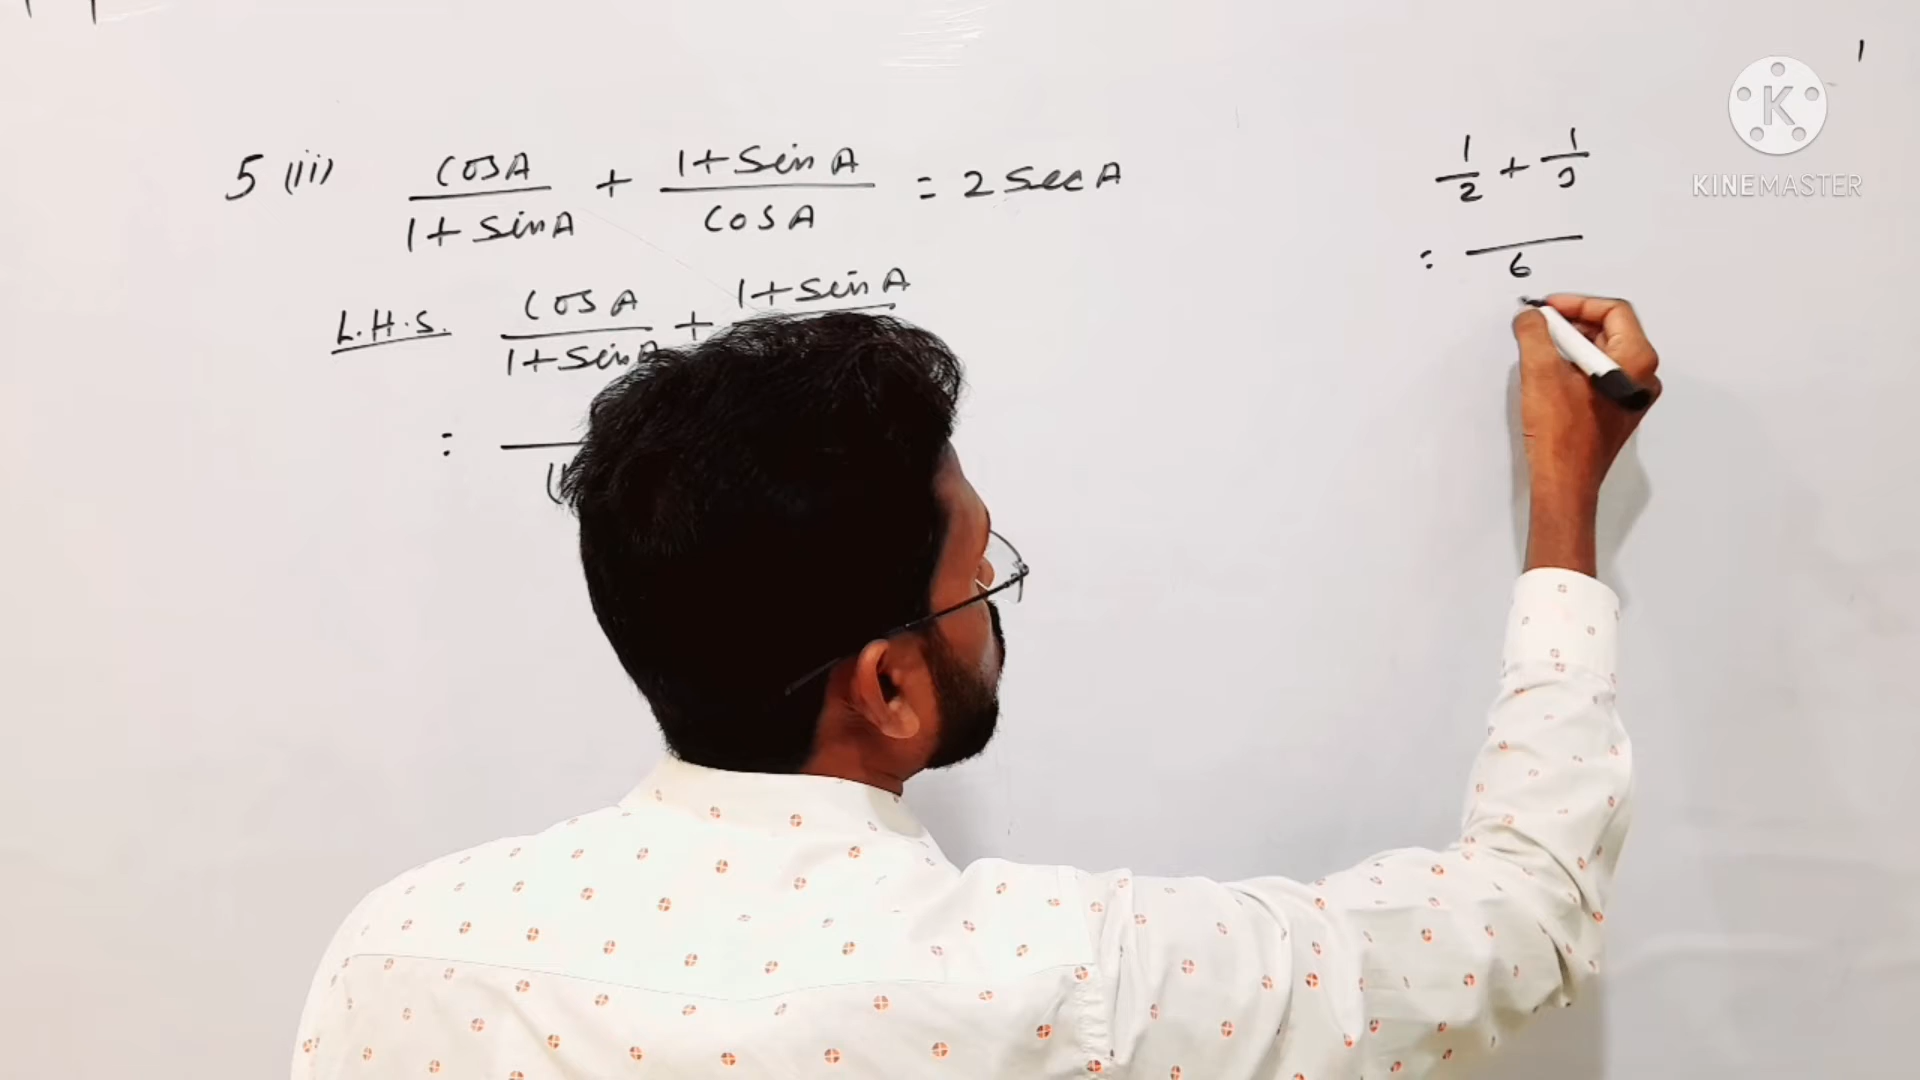 5 (ii) cosA / 1+sinA + 1+sinA / cosA = 2 secA
L.H.S. cosA / 1+sinA + 1+sinA
=
1/2 + 1/3
= /6
K
KINEMASTER